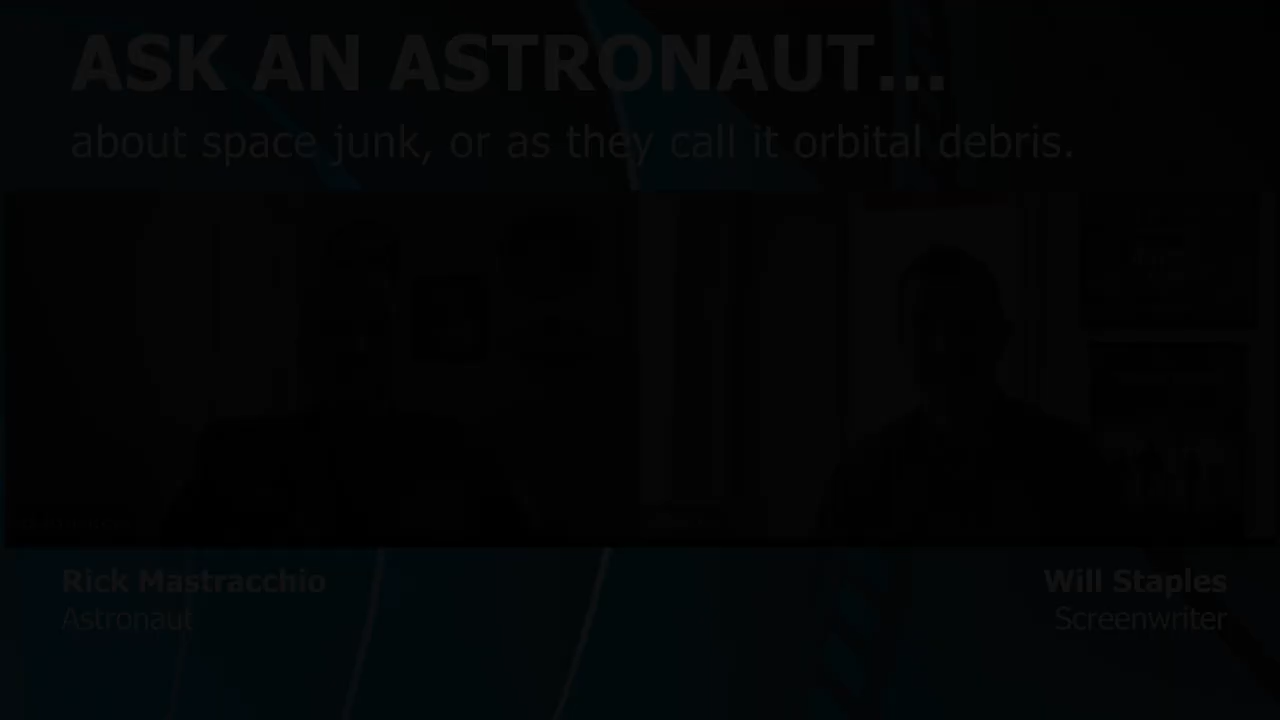 ASK AN ASTRONAUT...
about space junk, or as they call it orbital debris.
Rick Mastracchio
Astronaut
Will Staples
Screenwriter